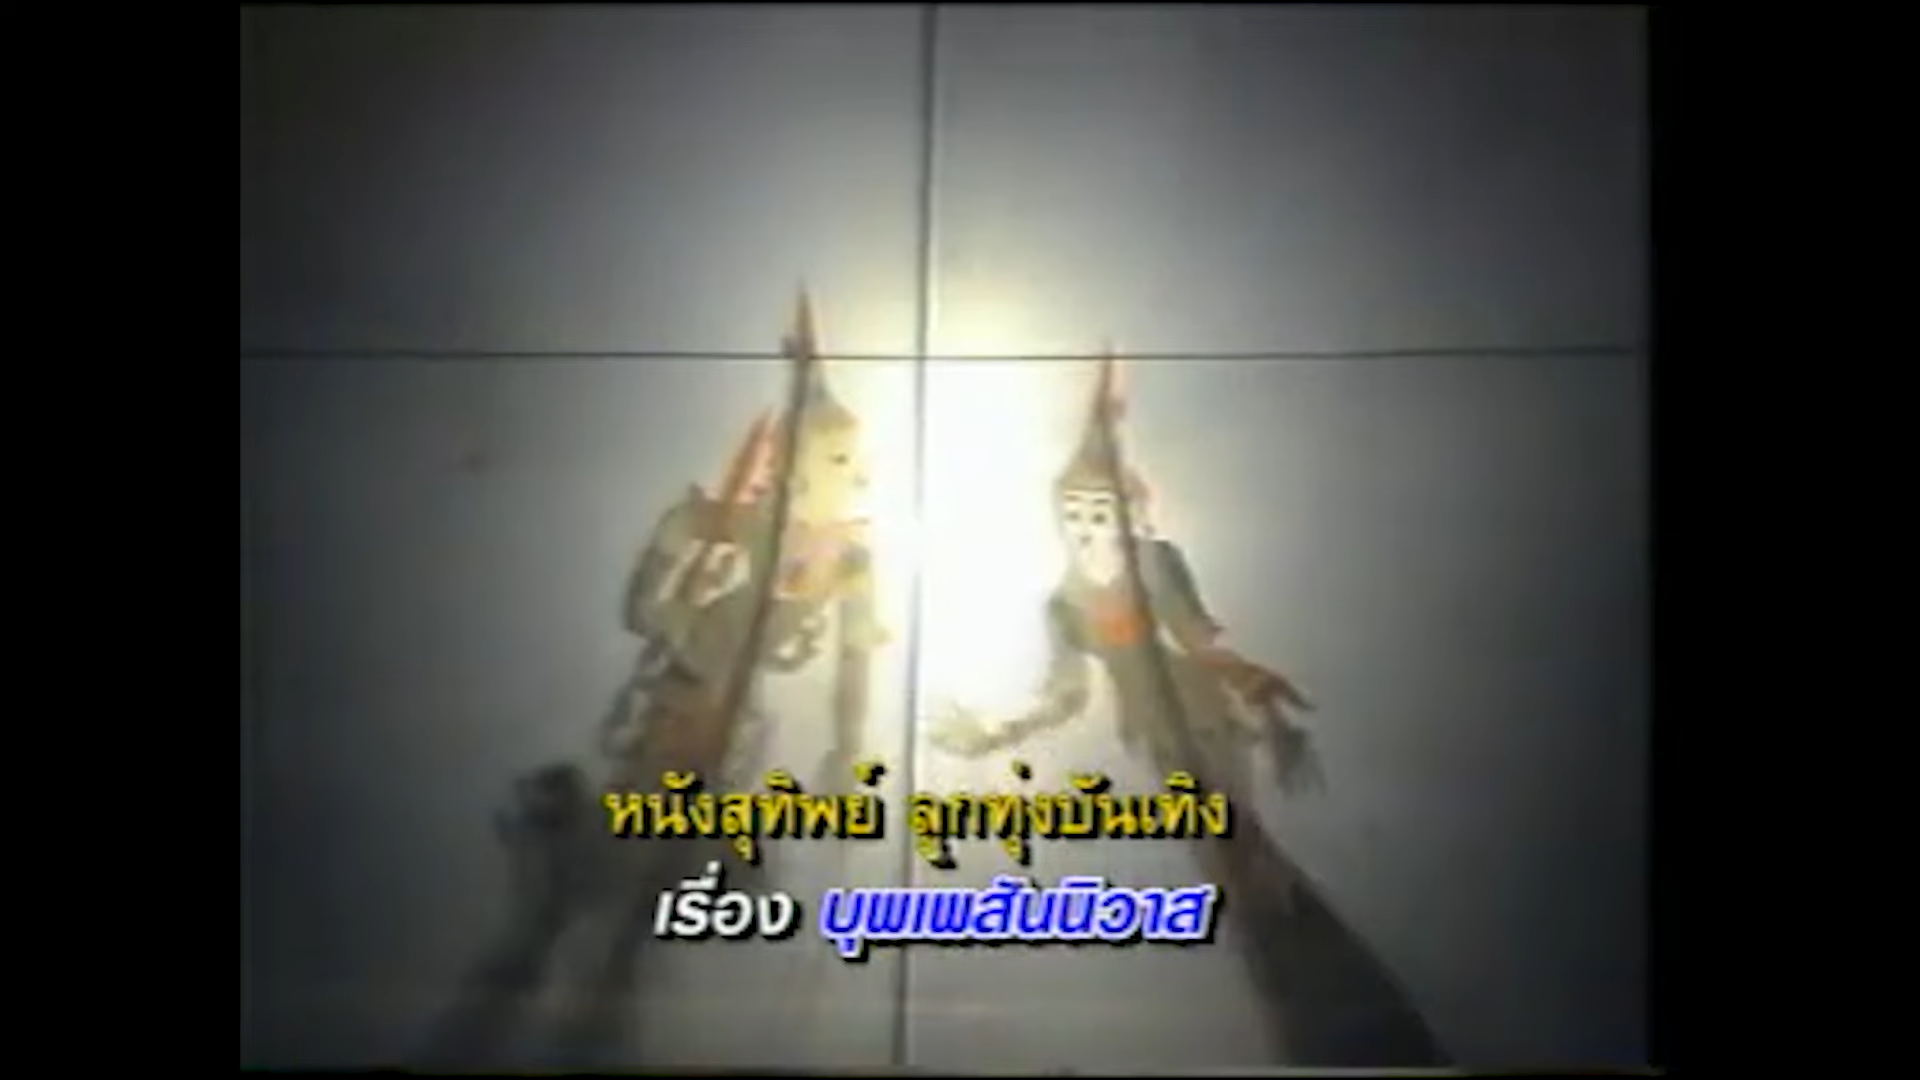 หนังสุทิพย์ ลูกทุ่งบันเทิง
เรื่อง บุพเพสันนิวาส